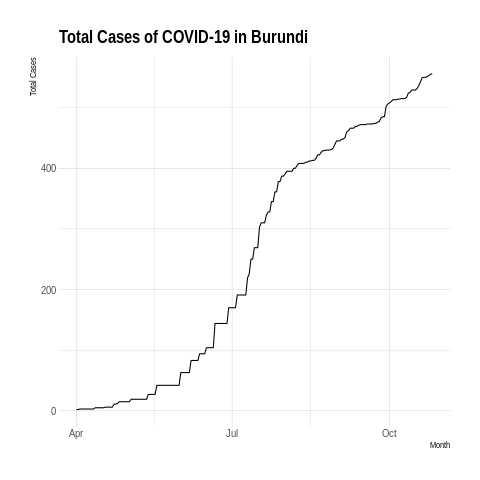 Total Cases of COVID-19 in Burundi
Total Cases
400
200
0
Apr Jul Oct
Month